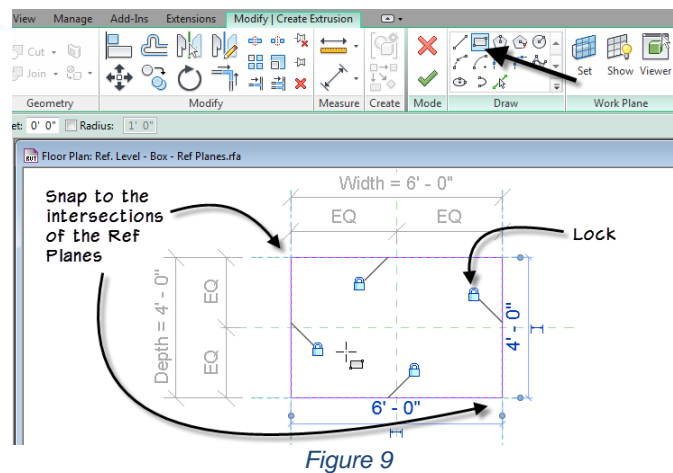 View Manage Add-Ins Extensions Modify | Create Extrusion
Cut
Join
Set Show Viewer
Geometry Modify Measure Create Mode Draw Work Plane
et: 0' 0" Radius: 1' 0"
Floor Plan: Ref. Level - Box - Ref Planes.rfa
Width = 6' - 0"
EQ EQ
Snap to the
intersections
of the Ref
Planes
Lock
Depth = 4' - 0"
EQ
EQ
4' - 0"
6' - 0"
Figure 9